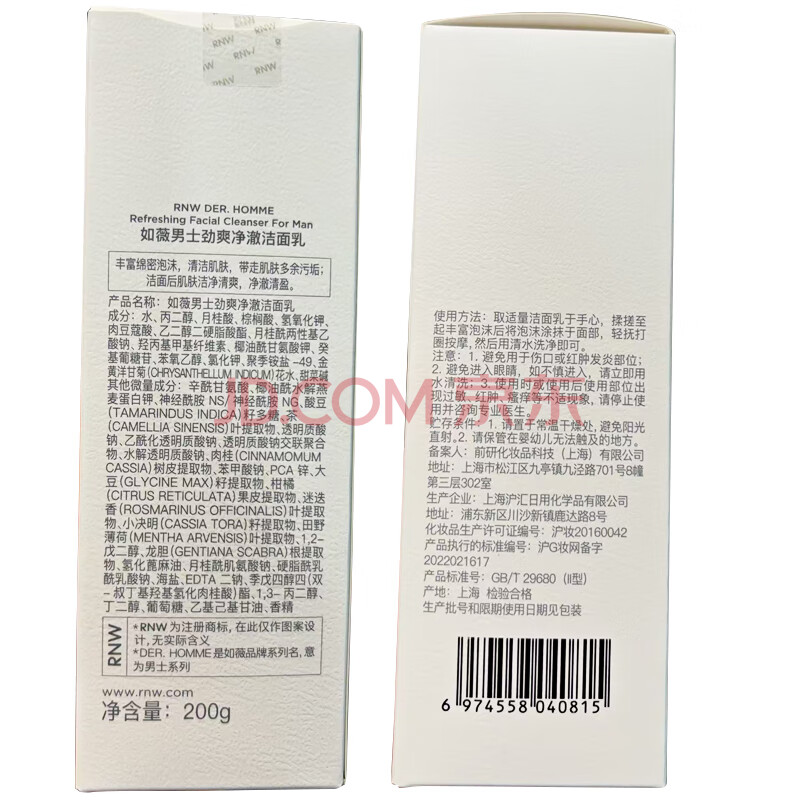 RNW
RNW
RNW
RNW
RNW DER. HOMME
Refreshing Facial Cleanser For Man
如薇男士劲爽净澈洁面乳
丰富绵密泡沫，清洁肌肤，带走肌肤多余污垢；
洁面后肌肤洁净清爽，净澈清盈。
产品名称：如薇男士劲爽净澈洁面乳
成分：水、丙二醇、月桂酸、棕榈酸、氢氧化钾、
肉豆蔻酸、乙二醇二硬脂酸酯、月桂酰两性基乙
酸钠、羟丙基甲基纤维素、椰油酰甘氨酸钾、癸
基葡糖苷、苯氧乙醇、氯化钾、聚季铵盐-49、金
黄洋甘菊(CHRYSANTHELLUM INDICUM)花水、甜菜碱
其他微量成分：辛酰甘氨酸、椰油酰水解燕
麦蛋白钾、神经酰胺 NS/神经酰胺 NG、酸豆
(TAMARINDUS INDICA)籽多糖、茶
(CAMELLIA SINENSIS)叶提取物、透明质酸
钠、乙酰化透明质酸钠、透明质酸钠交联聚合
物、水解透明质酸钠、肉桂(CINNAMOMUM
CASSIA)树皮提取物、苯甲酸钠、PCA 锌、大
豆(GLYCINE MAX)籽提取物、柑橘
(CITRUS RETICULATA)果皮提取物、迷迭
香(ROSMARINUS OFFICINALIS)叶提取
物、小决明(CASSIA TORA)籽提取物、田野
薄荷(MENTHA ARVENSIS)叶提取物、1,2-
戊二醇、龙胆(GENTIANA SCABRA)根提取
物、氢化蓖麻油、月桂酰肌氨酸钠、硬脂酰乳
酰乳酸钠、海盐、EDTA 二钠、季戊四醇四(双
-叔丁基羟基氢化肉桂酸)酯、1,3-丙二醇、
丁二醇、葡萄糖、乙基己基甘油、香精
RNW
*RNW 为注册商标，在此仅作图案设
计，无实际含义
*DER. HOMME是如薇品牌系列名，意
为男士系列
www.rnw.com
净含量：200g
使用方法：取适量洁面乳于手心，揉搓至
起丰富泡沫后将泡沫涂抹于面部，轻抚打
圈按摩，然后用清水洗净即可。
注意：1. 避免用于伤口或红肿发炎部位；
2. 避免进入眼睛，如不慎进入，请立即用
水清洗；3. 使用时或使用后使用部位若
出现过敏、红肿、瘙痒等不适现象，请停止使
用并咨询专业医生。
贮存条件：1. 请置于常温干燥处，避免阳光
直射。2. 请保管在婴幼儿无法触及的地方。
备案人：前研化妆品科技（上海）有限公司
地址：上海市松江区九亭镇九泾路701号8幢
第三层302室
生产企业：上海沪汇日用化学品有限公司
地址：浦东新区川沙新镇鹿达路8号
化妆品生产许可证编号：沪妆20160042
产品执行的标准编号：沪G妆网备字
2022021617
产品标准号：GB/T 29680（II型）
产地：上海 检验合格
生产批号和限期使用日期见包装
6 974558 040815
JD.COM 京东